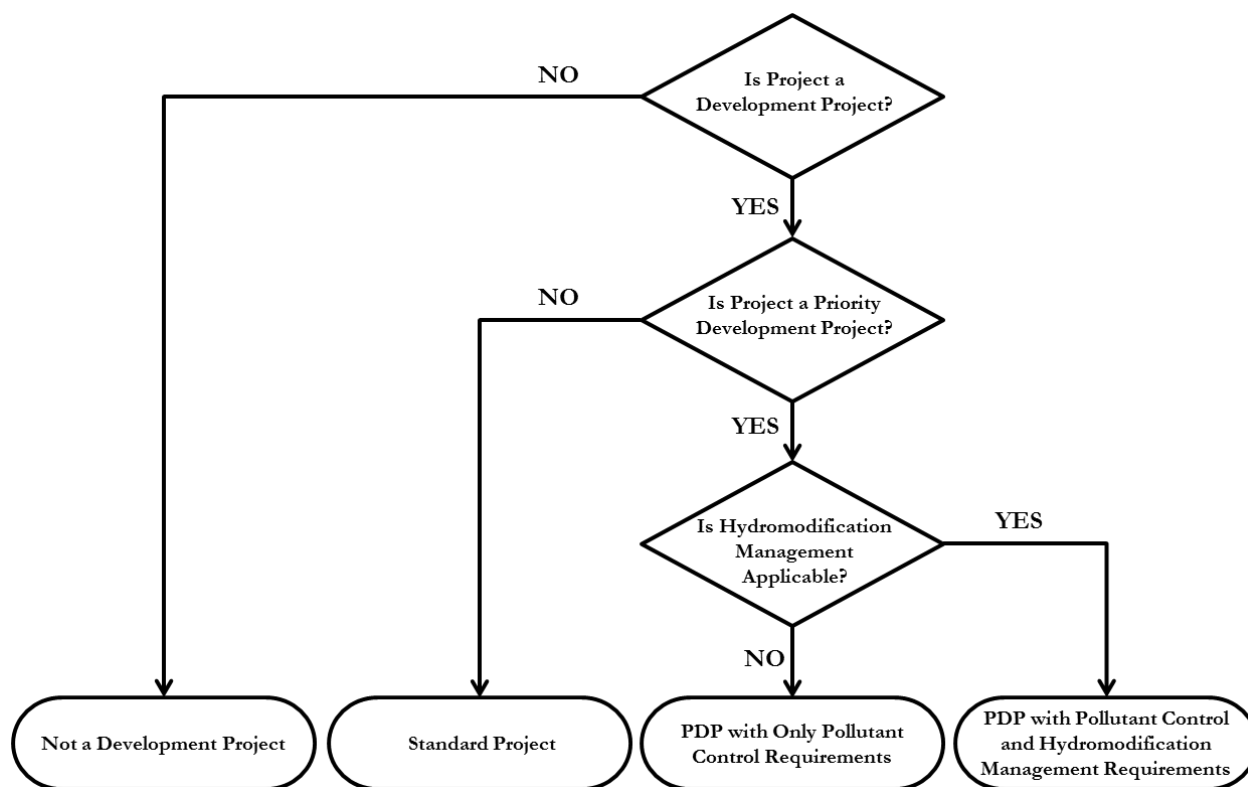 NO
Is Project a
Development Project?
YES
NO
Is Project a Priority
Development Project?
YES
Is Hydromodification
Management
Applicable?
YES
NO
Not a Development Project
Standard Project
PDP with Only Pollutant
Control Requirements
PDP with Pollutant Control
and Hydromodification
Management Requirements